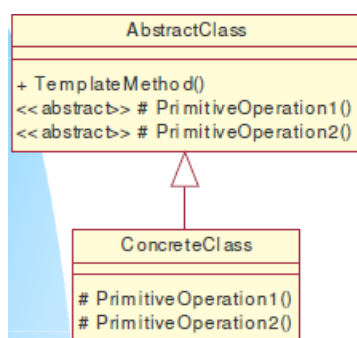 AbstractClass
+ TemplateMethod()
<<abstract>> # PrimitiveOperation1()
<<abstract>> # PrimitiveOperation2()
ConcreteClass
# PrimitiveOperation1()
# PrimitiveOperation2()